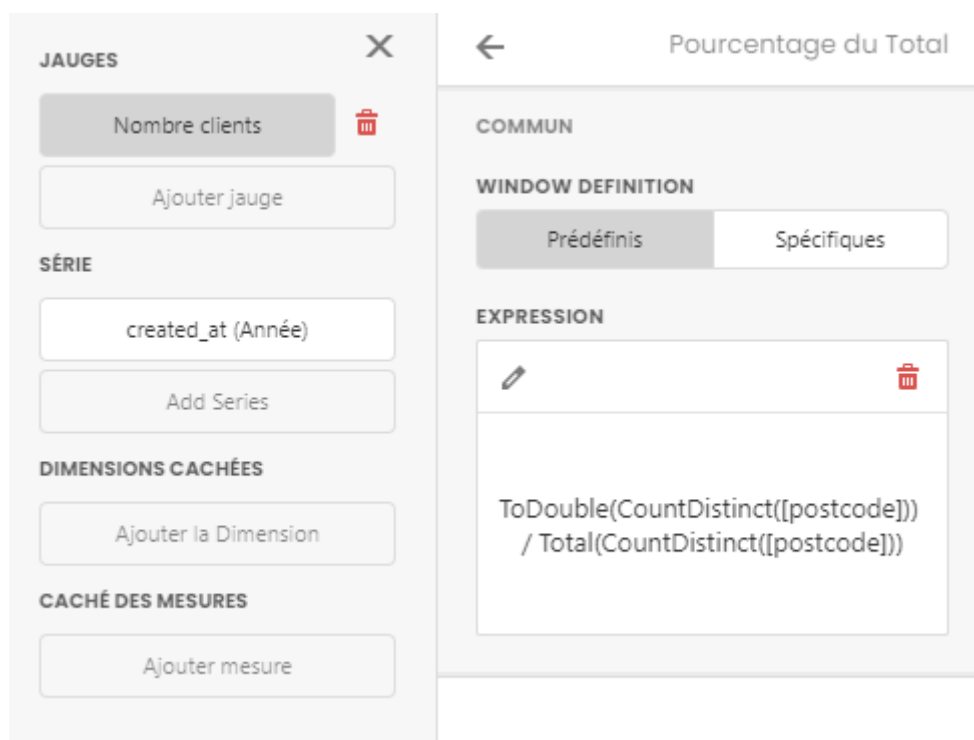 JAUGES
Nombre clients
Ajouter jauge
SÉRIE
created_at (Année)
Add Series
DIMENSIONS CACHÉES
Ajouter la Dimension
CACHÉ DES MESURES
Ajouter mesure
Pourcentage du Total
COMMUN
WINDOW DEFINITION
Prédéfinis
Spécifiques
EXPRESSION
ToDouble(CountDistinct([postcode]))
/ Total(CountDistinct([postcode]))